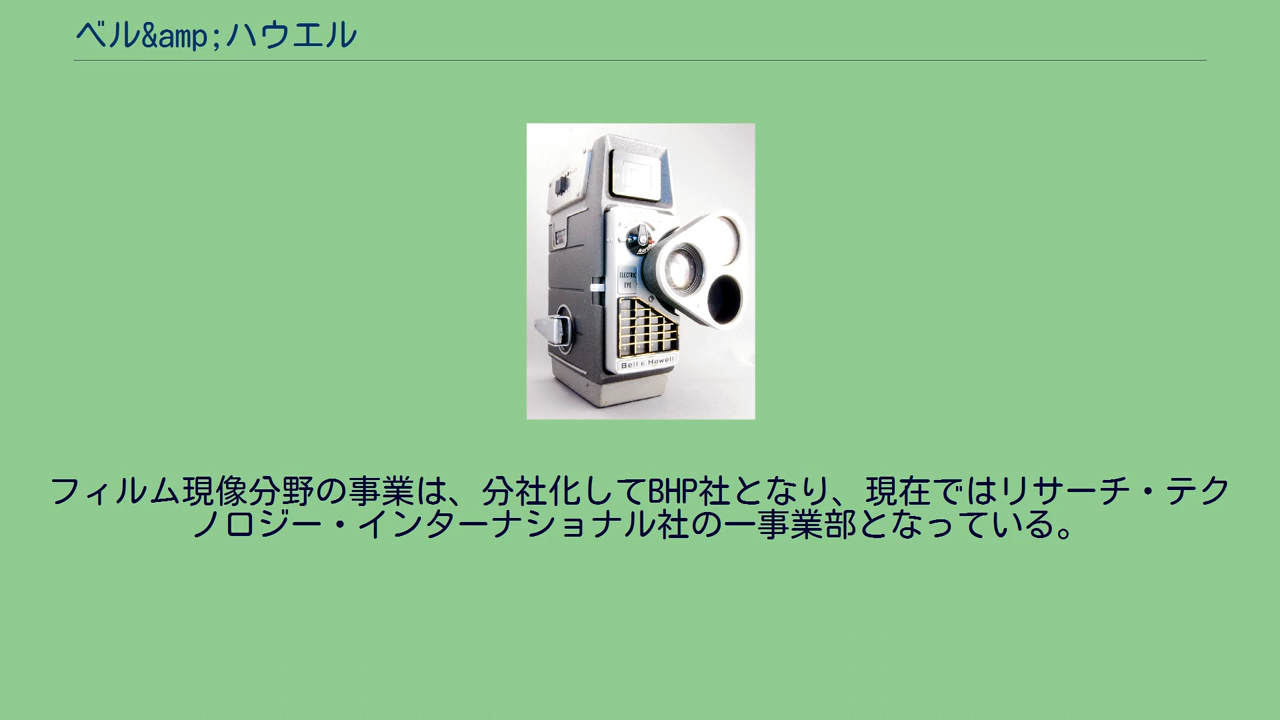 ベル&amp;ハウエル
ELECTRIC
EYE
Bell & Howell
フィルム現像分野の事業は、分社化してBHP社となり、現在ではリサーチ・テク
ノロジー・インターナショナル社の一事業部となっている。